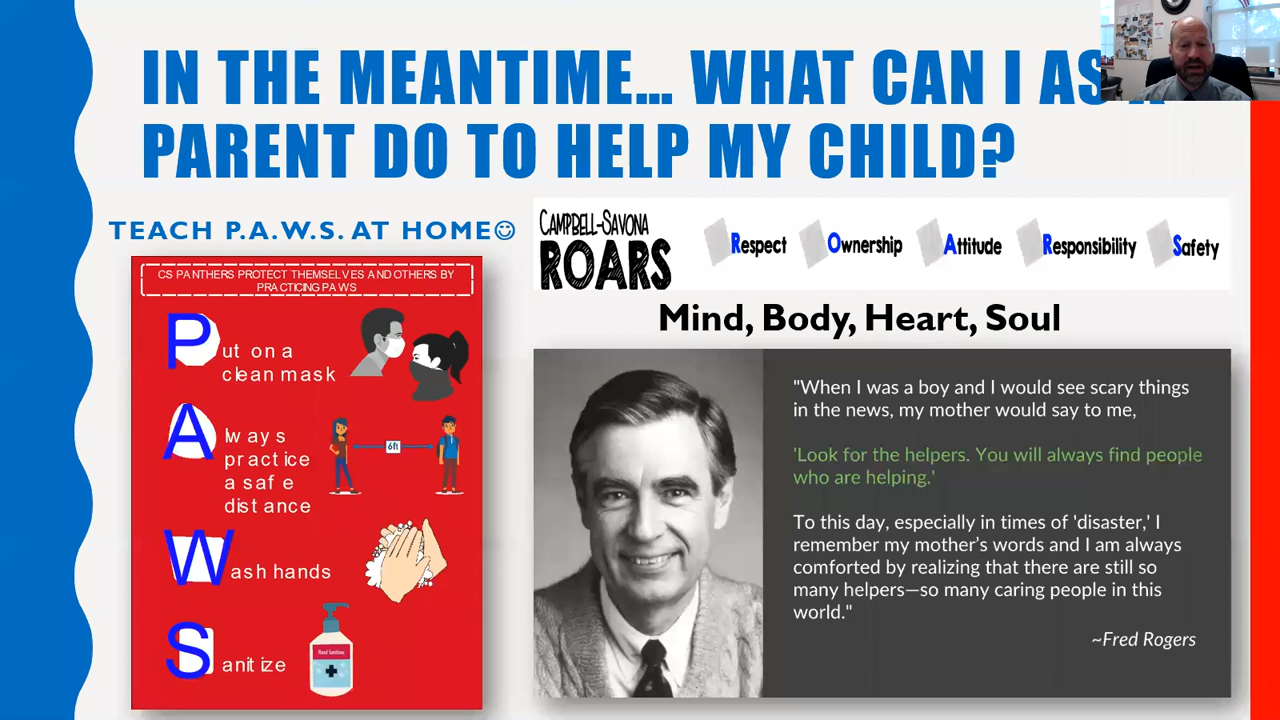 IN THE MEANTIME... WHAT CAN I AS A
PARENT DO TO HELP MY CHILD?
TEACH P.A.W.S. AT HOME☺
CS PANTHERS PROTECT THEMSELVES AND OTHERS BY
PRACTICING PAWS
Put on a
clean mask
Always
practice
a safe
distance
6ft
Wash hands
Sanitize
Hand Sanitizer
CAMPBELL-SAVONA
ROARS
Respect Ownership Attitude Responsibility Safety
Mind, Body, Heart, Soul
"When I was a boy and I would see scary things
in the news, my mother would say to me,
'Look for the helpers. You will always find people
who are helping.'
To this day, especially in times of 'disaster,' I
remember my mother's words and I am always
comforted by realizing that there are still so
many helpers—so many caring people in this
world."
~Fred Rogers